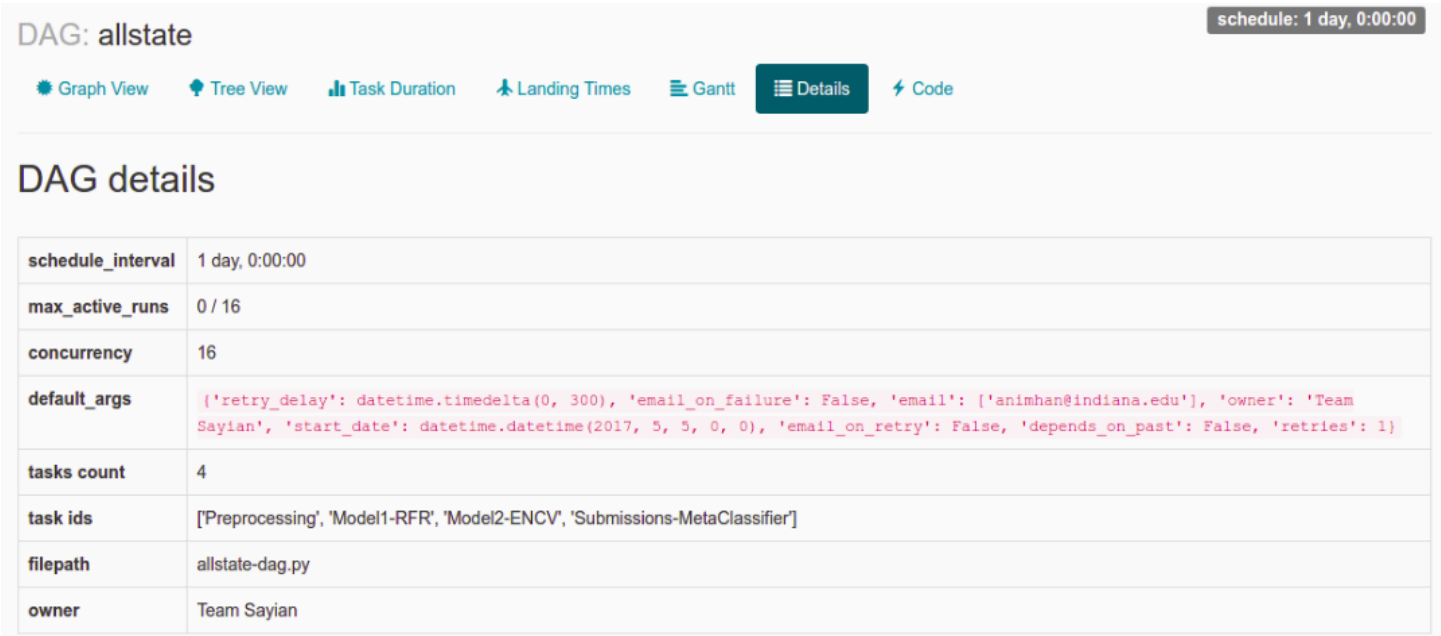 DAG: allstate
schedule: 1 day, 0:00:00
Graph View Tree View Task Duration Landing Times Gantt Details Code
DAG details
schedule_interval 1 day, 0:00:00
max_active_runs 0 / 16
concurrency 16
default_args {'retry_delay': datetime.timedelta(0, 300), 'email_on_failure': False, 'email': ['animhan@indiana.edu'], 'owner': 'Team
Sayian', 'start_date': datetime.datetime(2017, 5, 5, 0, 0), 'email_on_retry': False, 'depends_on_past': False, 'retries': 1}
tasks count 4
task ids ['Preprocessing', 'Model1-RFR', 'Model2-ENCV', 'Submissions-MetaClassifier']
filepath allstate-dag.py
owner Team Sayian